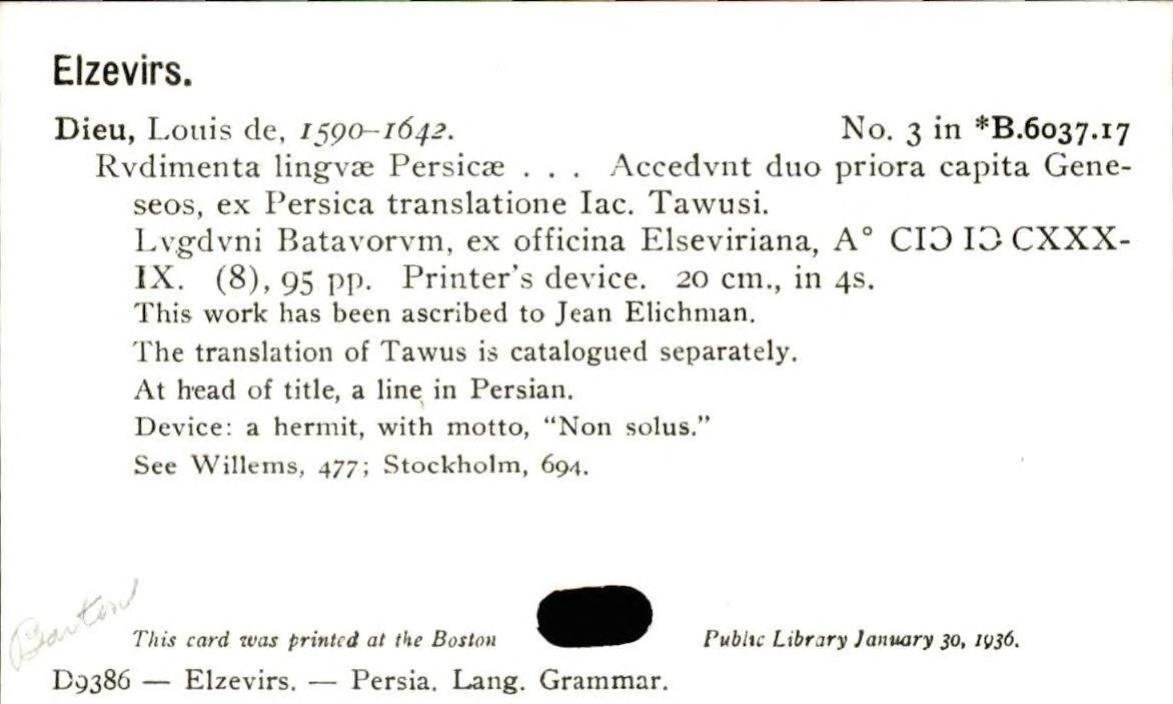 Elzevirs.
Dieu, Louis de, 1590–1642. No. 3 in *B.6037.17
Rvdimenta lingvæ Persicæ . . . Accedvnt duo priora capita Gene-
seos, ex Persica translatione Iac. Tawusi.
Lvgdvni Batavorvm, ex officina Elseviriana, A° CIↃ IↃ CXXX-
IX. (8), 95 pp. Printer's device. 20 cm., in 4s.
This work has been ascribed to Jean Elichman.
The translation of Tawus is catalogued separately.
At head of title, a line in Persian.
Device: a hermit, with motto, “Non solus.”
See Willems, 477; Stockholm, 694.
Barton
This card was printed at the Boston Public Library January 30, 1936.
D9386 — Elzevirs. — Persia. Lang. Grammar.